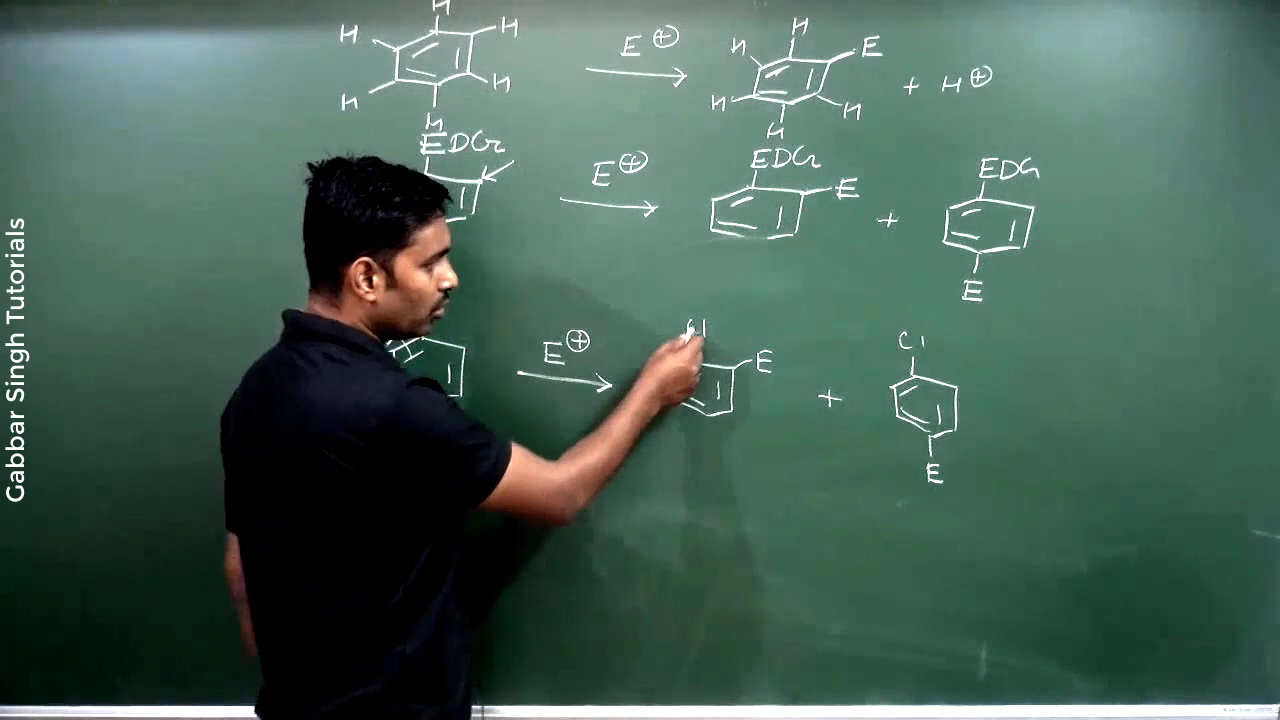 H
H H
H H
H
E⊕
H
H E
H H
H
+ H⊕
EDG
E⊕
EDG
E
+
EDG
E
E⊕
Cl
E
+
Cl
E
Gabbar Singh Tutorials